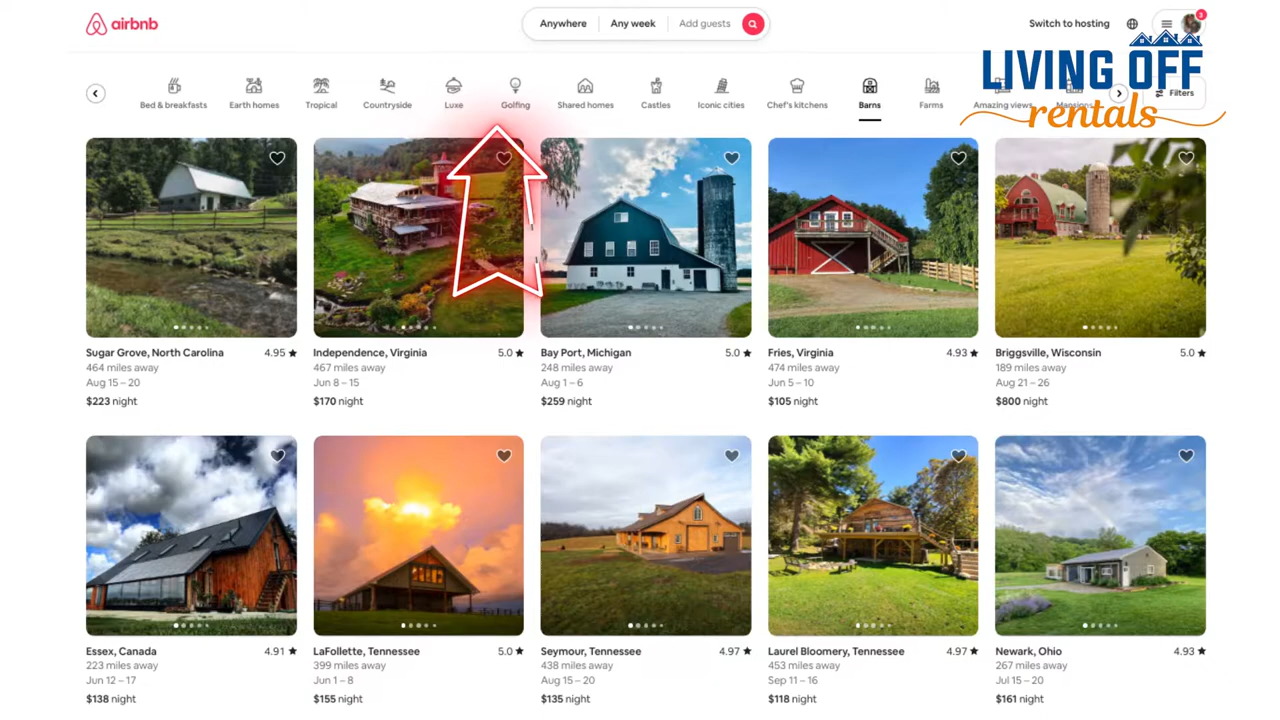 airbnb
Anywhere Any week Add guests
Switch to hosting
3
LIVING OFF
rentals
Bed & breakfasts Earth homes Tropical Countryside Luxe Golfing Shared homes Castles Iconic cities Chef's kitchens Barns Farms Amazing views Mansions Filters
Sugar Grove, North Carolina 4.95 ★
464 miles away
Aug 15 – 20
$223 night
Independence, Virginia 5.0 ★
467 miles away
Jun 8 – 15
$170 night
Bay Port, Michigan 5.0 ★
248 miles away
Aug 1 – 6
$259 night
Fries, Virginia 4.93 ★
474 miles away
Jun 5 – 10
$105 night
Briggsville, Wisconsin 5.0 ★
189 miles away
Aug 21 – 26
$800 night
Essex, Canada 4.91 ★
223 miles away
Jun 12 – 17
$138 night
LaFollette, Tennessee 5.0 ★
399 miles away
Jun 1 – 8
$155 night
Seymour, Tennessee 4.97 ★
438 miles away
Aug 15 – 20
$135 night
Laurel Bloomery, Tennessee 4.97 ★
453 miles away
Sep 11 – 16
$118 night
Newark, Ohio 4.93 ★
267 miles away
Jul 15 – 20
$161 night